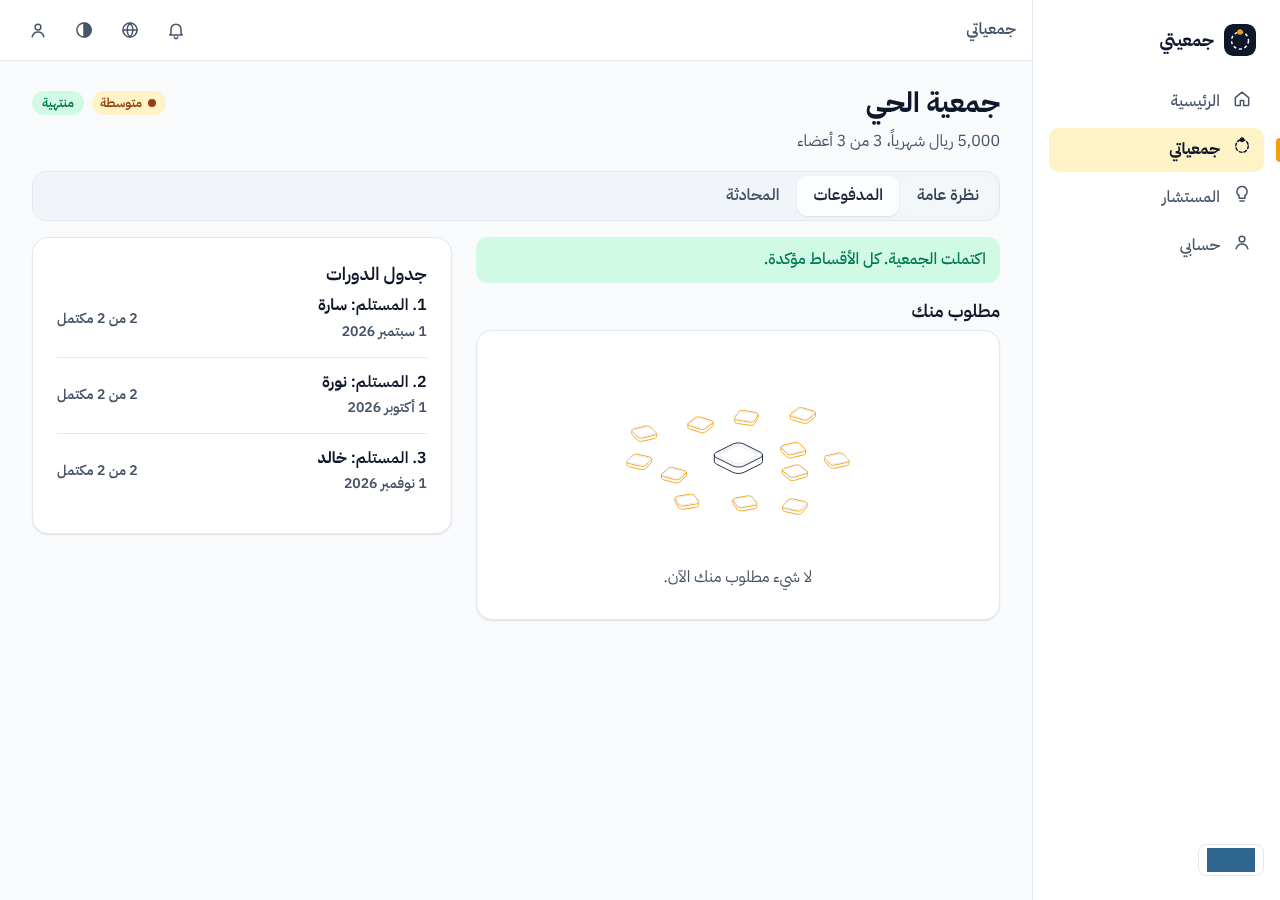 جمعيتي
الرئيسية
جمعياتي
المستشار
حسابي
جمعياتي
جمعية الحي
متوسطة
منتهية
5,000 ريال شهرياً، 3 من 3 أعضاء
نظرة عامة
المدفوعات
المحادثة
اكتملت الجمعية. كل الأقساط مؤكدة.
مطلوب منك
لا شيء مطلوب منك الآن.
جدول الدورات
1. المستلم: سارة
1 سبتمبر 2026
2 من 2 مكتمل
2. المستلم: نورة
1 أكتوبر 2026
2 من 2 مكتمل
3. المستلم: خالد
1 نوفمبر 2026
2 من 2 مكتمل